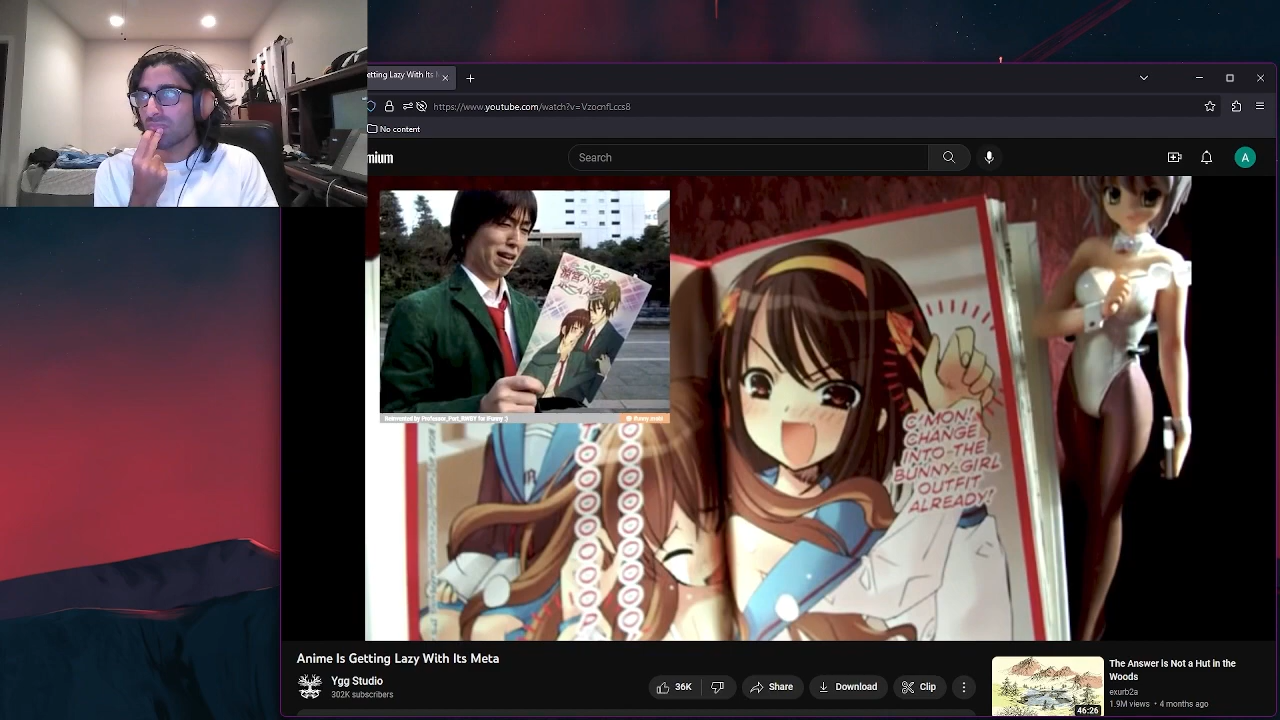 etting Lazy With Its
https://www.youtube.com/watch?v=VzocnfLccs8
No content
mium
Search
A
C'MON!
CHANGE
INTO THE
BUNNY-GIRL
OUTFIT
ALREADY!
Anime Is Getting Lazy With Its Meta
Ygg Studio
302K subscribers
36K
Share
Download
Clip
46:26
The Answer Is Not a Hut in the
Woods
exurb2a
1.9M views • 4 months ago